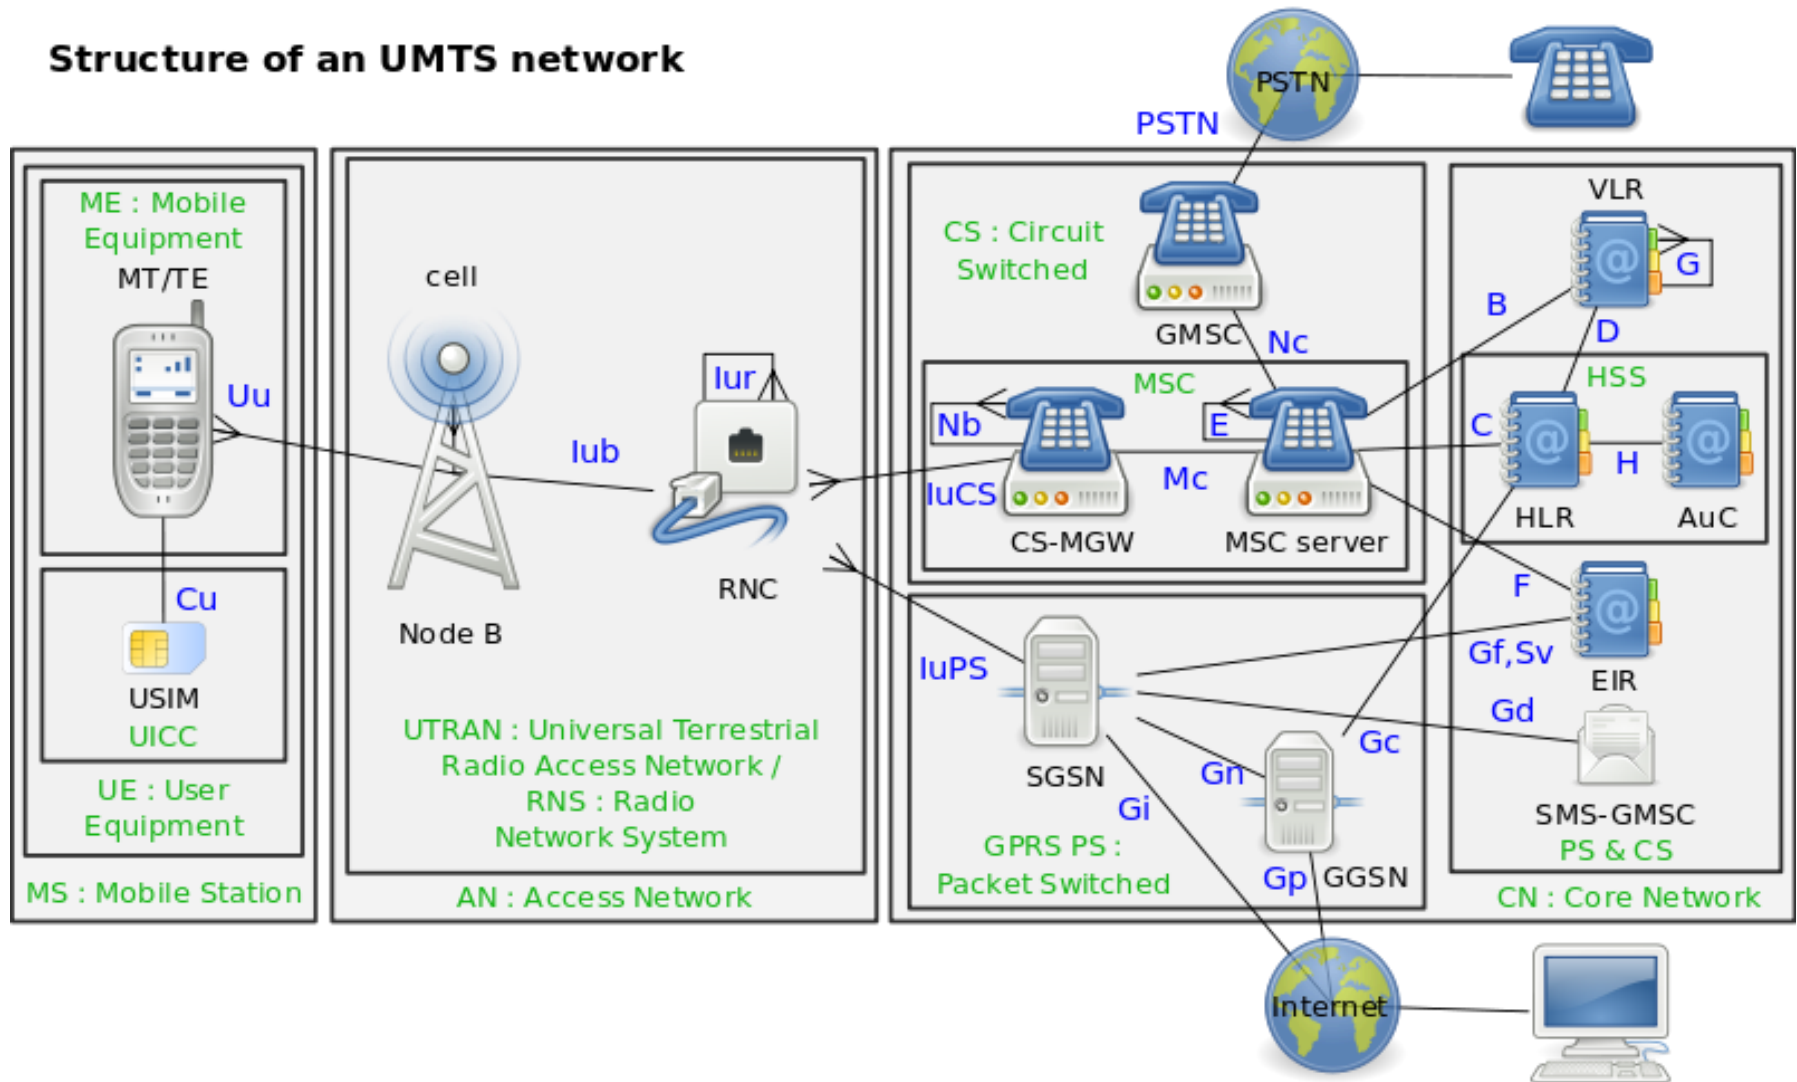 Structure of an UMTS network
PSTN
PSTN
ME : Mobile
Equipment
MT/TE
Uu
Cu
USIM
UICC
UE : User
Equipment
MS : Mobile Station
cell
Iub
Iur
RNC
Node B
UTRAN : Universal Terrestrial
Radio Access Network /
RNS : Radio
Network System
AN : Access Network
CS : Circuit
Switched
GMSC
Nc
MSC
Nb
E
IuCS
Mc
CS-MGW
MSC server
IuPS
SGSN
Gn
Gi
Gc
GPRS PS :
Packet Switched
Gp
GGSN
VLR
G
B
D
HSS
C
H
HLR
AuC
F
Gf,Sv
EIR
Gd
SMS-GMSC
PS & CS
CN : Core Network
Internet